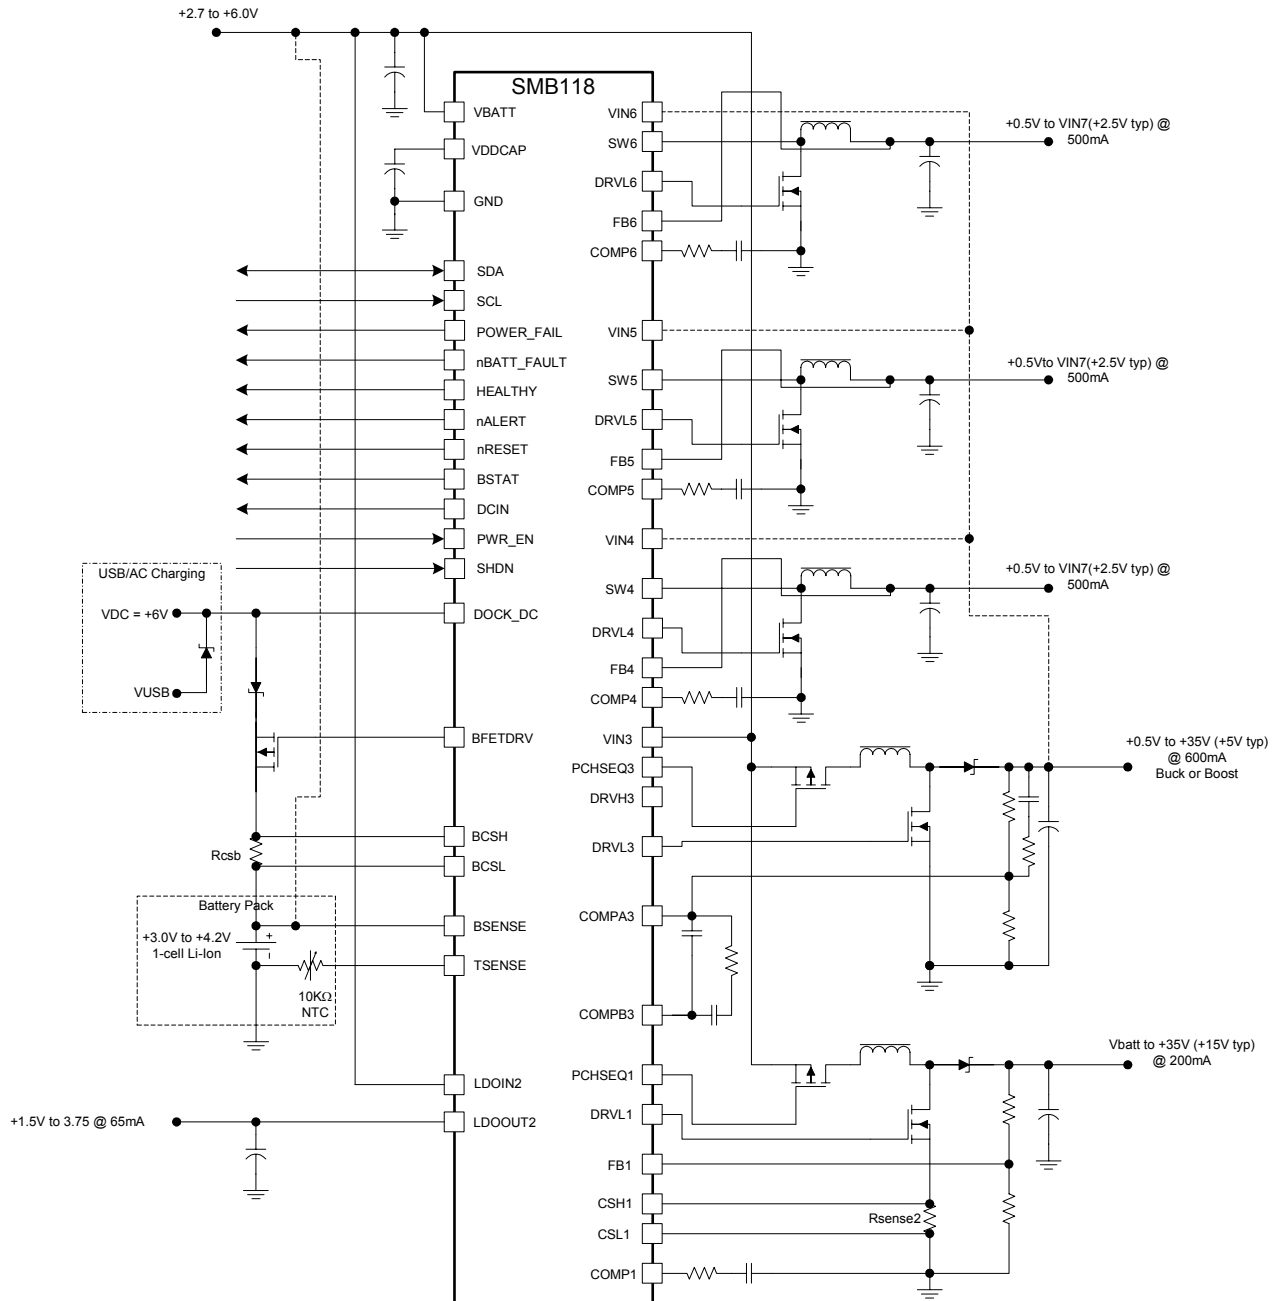 +2.7 to +6.0V
SMB118
VBATT
VDDCAP
GND
SDA
SCL
POWER_FAIL
nBATT_FAULT
HEALTHY
nALERT
nRESET
BSTAT
DCIN
PWR_EN
SHDN
DOCK_DC
BFETDRV
BCSH
BCSL
BSENSE
TSENSE
LDOIN2
LDOOUT2
USB/AC Charging
VDC = +6V
VUSB
Rcsb
Battery Pack
+3.0V to +4.2V
1-cell Li-Ion
+
-
10KΩ
NTC
+1.5V to 3.75 @ 65mA
VIN6
SW6
DRVL6
FB6
COMP6
VIN5
SW5
DRVL5
FB5
COMP5
VIN4
SW4
DRVL4
FB4
COMP4
VIN3
PCHSEQ3
DRVH3
DRVL3
COMPA3
COMPB3
PCHSEQ1
DRVL1
FB1
CSH1
CSL1
COMP1
+0.5V to VIN7(+2.5V typ) @
500mA
+0.5Vto VIN7(+2.5V typ) @
500mA
+0.5V to VIN7(+2.5V typ) @
500mA
+0.5V to +35V (+5V typ)
@ 600mA
Buck or Boost
Vbatt to +35V (+15V typ)
@ 200mA
Rsense2